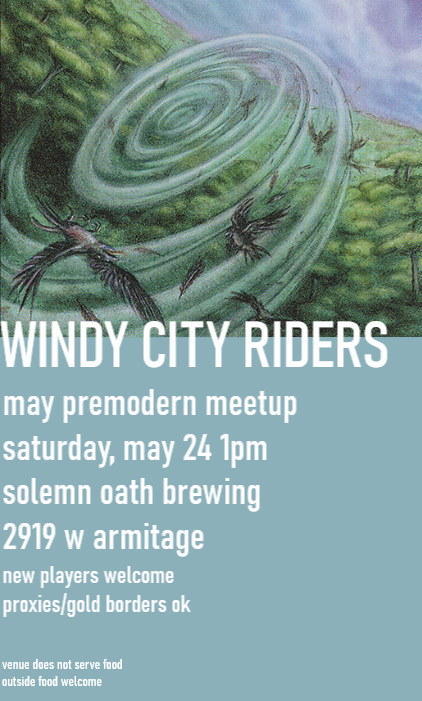 WINDY CITY RIDERS
may premodern meetup
saturday, may 24 1pm
solemn oath brewing
2919 w armitage
new players welcome
proxies/gold borders ok
venue does not serve food
outside food welcome